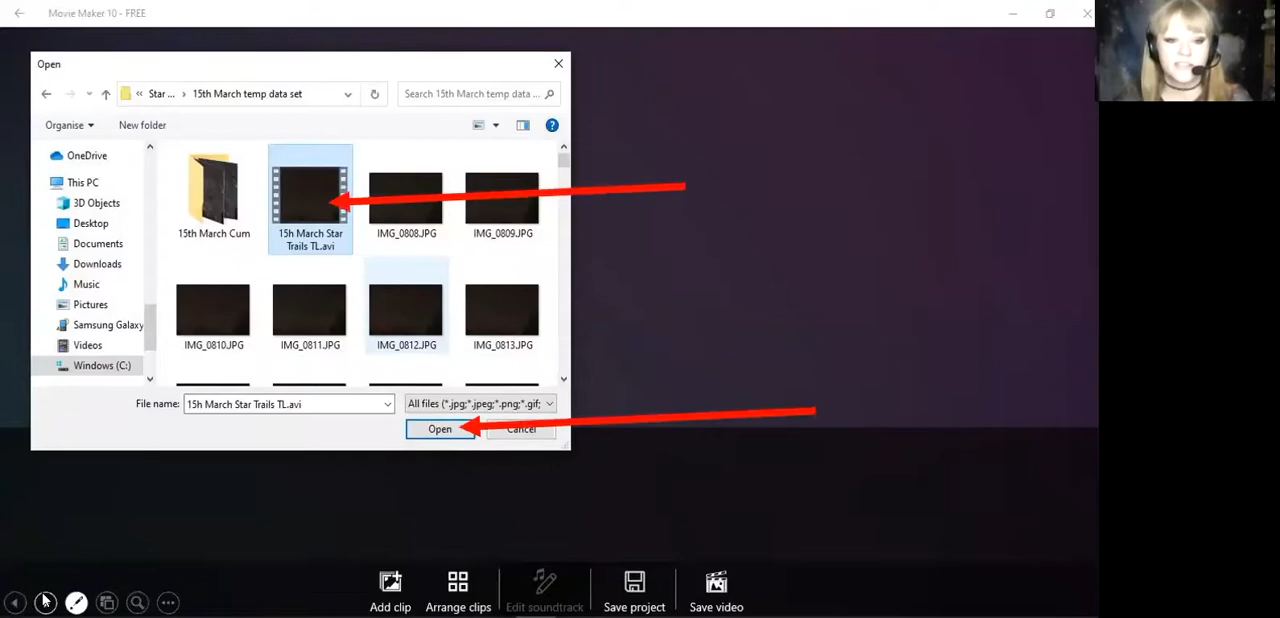 Movie Maker 10 - FREE
Open
« Star ... › 15th March temp data set
Search 15th March temp data ...
Organise
New folder
OneDrive
This PC
3D Objects
Desktop
Documents
Downloads
Music
Pictures
Samsung Galaxy
Videos
Windows (C:)
15th March Cum
15h March Star
Trails TL.avi
IMG_0808.JPG
IMG_0809.JPG
IMG_0810.JPG
IMG_0811.JPG
IMG_0812.JPG
IMG_0813.JPG
File name:
15h March Star Trails TL.avi
All files (*.jpg;*.jpeg;*.png;*.gif;
Open
Cancel
Add clip
Arrange clips
Edit soundtrack
Save project
Save video